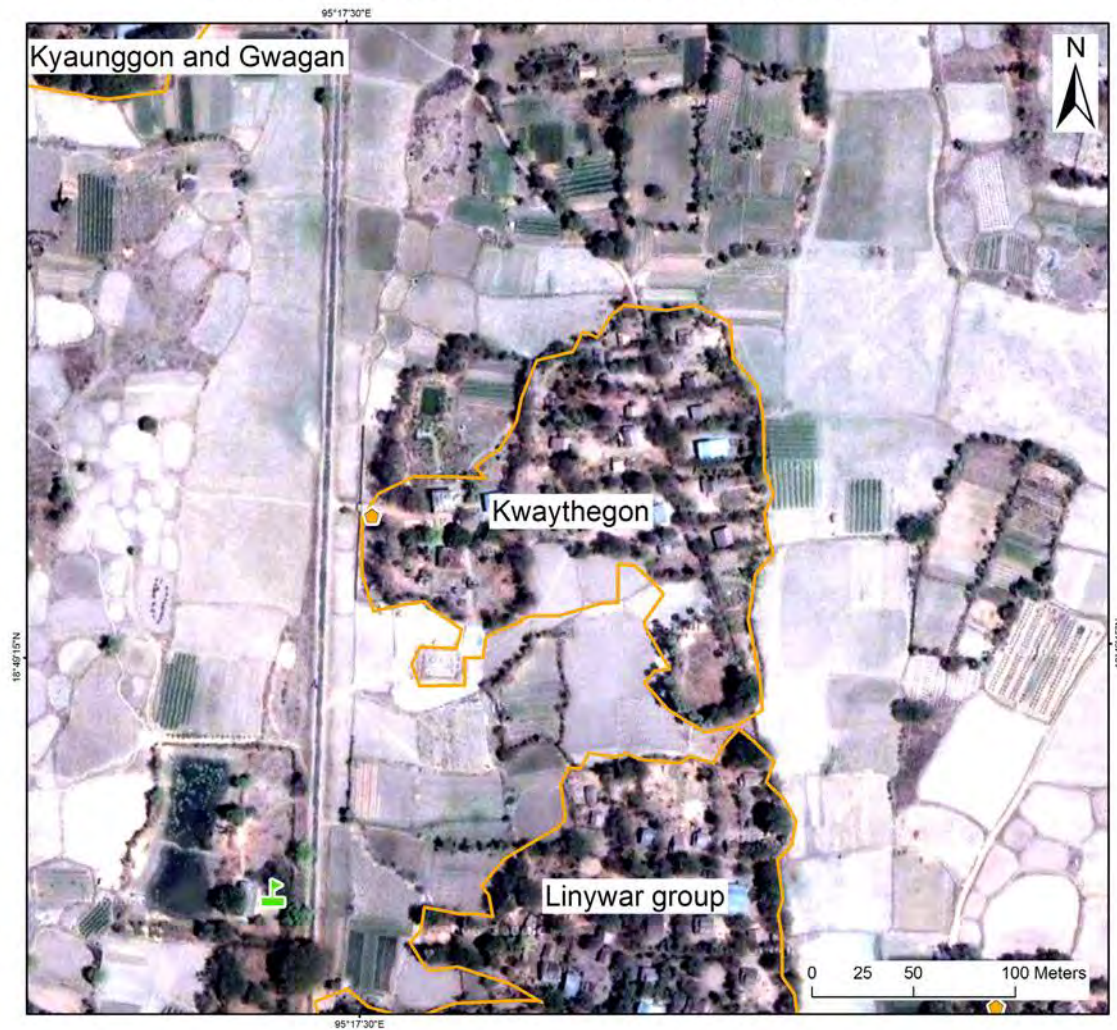 95°17'30"E
Kyaunggon and Gwagan
N
Kwaythegon
18°49'15"N
Linywar group
0 25 50 100 Meters
95°17'30"E